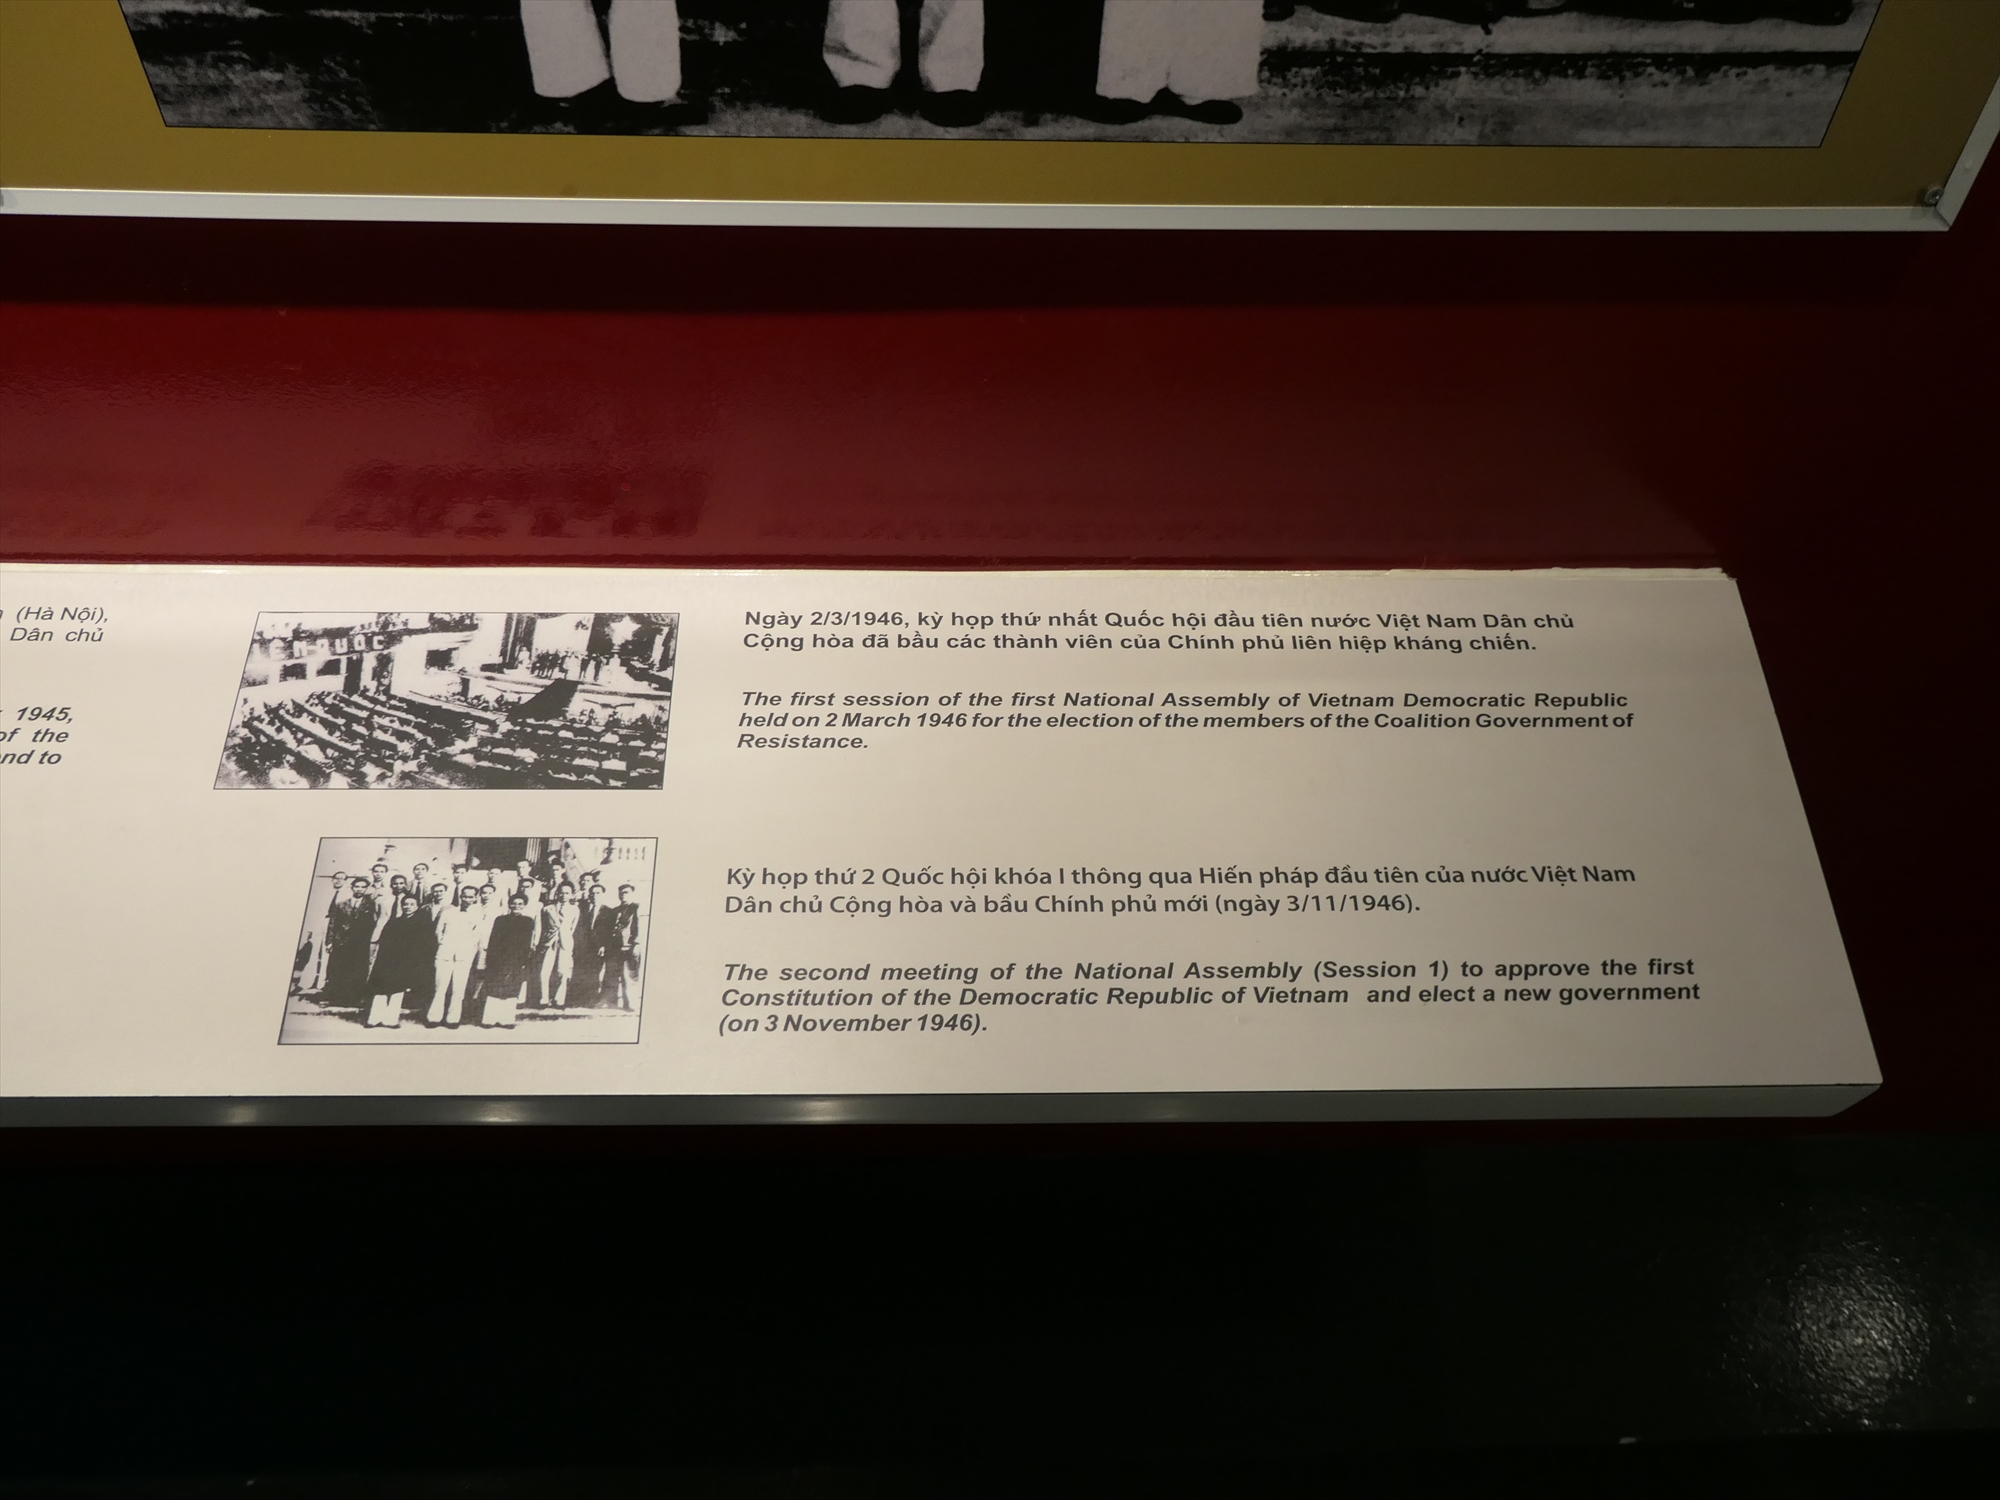 (Hà Nội),
Dân chủ
1945,
of the
nd to
ÊN QUỐC
Ngày 2/3/1946, kỳ họp thứ nhất Quốc hội đầu tiên nước Việt Nam Dân chủ
Cộng hòa đã bầu các thành viên của Chính phủ liên hiệp kháng chiến.
The first session of the first National Assembly of Vietnam Democratic Republic
held on 2 March 1946 for the election of the members of the Coalition Government of
Resistance.
Kỳ họp thứ 2 Quốc hội khóa I thông qua Hiến pháp đầu tiên của nước Việt Nam
Dân chủ Cộng hòa và bầu Chính phủ mới (ngày 3/11/1946).
The second meeting of the National Assembly (Session 1) to approve the first
Constitution of the Democratic Republic of Vietnam and elect a new government
(on 3 November 1946).